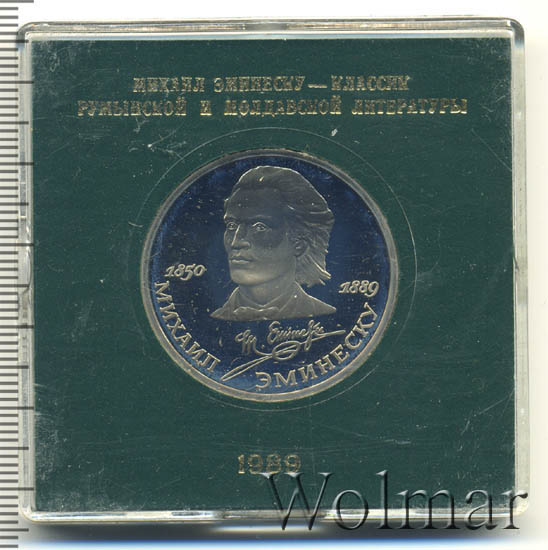 МИХАИЛ ЭМИНЕСКУ — КЛАССИК
РУМЫНСКОЙ И МОЛДАВСКОЙ ЛИТЕРАТУРЫ
1850
1889
МИХАИЛ ЭМИНЕСКУ
1989
Wolmar